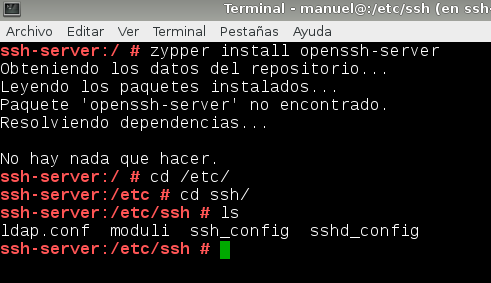 Terminal - manuel@:/etc/ssh (en ssh-
Editar Ver Terminal Pestañas Ayuda
ssh-server:/ # zypper install openssh-server
Obteniendo los datos del repositorio...
Leyendo los paquetes instalados...
Paquete 'openssh-server' no encontrado.
Resolviendo dependencias...
No hay nada que hacer.
ssh-server:/ # cd /etc/
ssh-server:/etc # cd ssh/
ssh-server:/etc/ssh # ls
ldap.conf moduli ssh_config sshd_config
ssh-server:/etc/ssh #